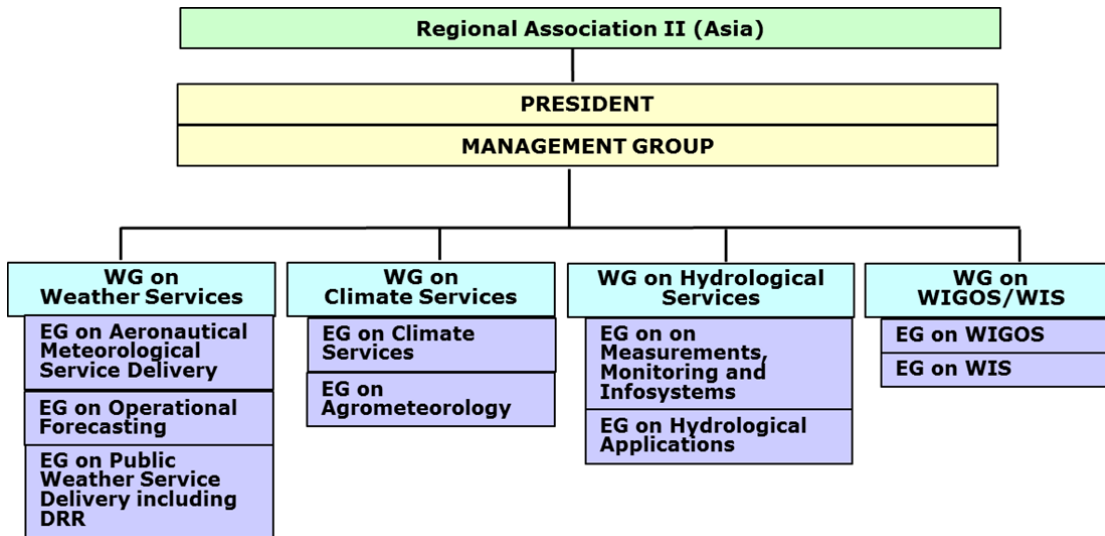 Regional Association II (Asia)
PRESIDENT
MANAGEMENT GROUP
WG on
Weather Services
EG on Aeronautical
Meteorological
Service Delivery
EG on Operational
Forecasting
EG on Public
Weather Service
Delivery including
DRR
WG on
Climate Services
EG on Climate
Services
EG on
Agrometeorology
WG on Hydrological
Services
EG on on
Measurements,
Monitoring and
Infosystems
EG on Hydrological
Applications
WG on
WIGOS/WIS
EG on WIGOS
EG on WIS